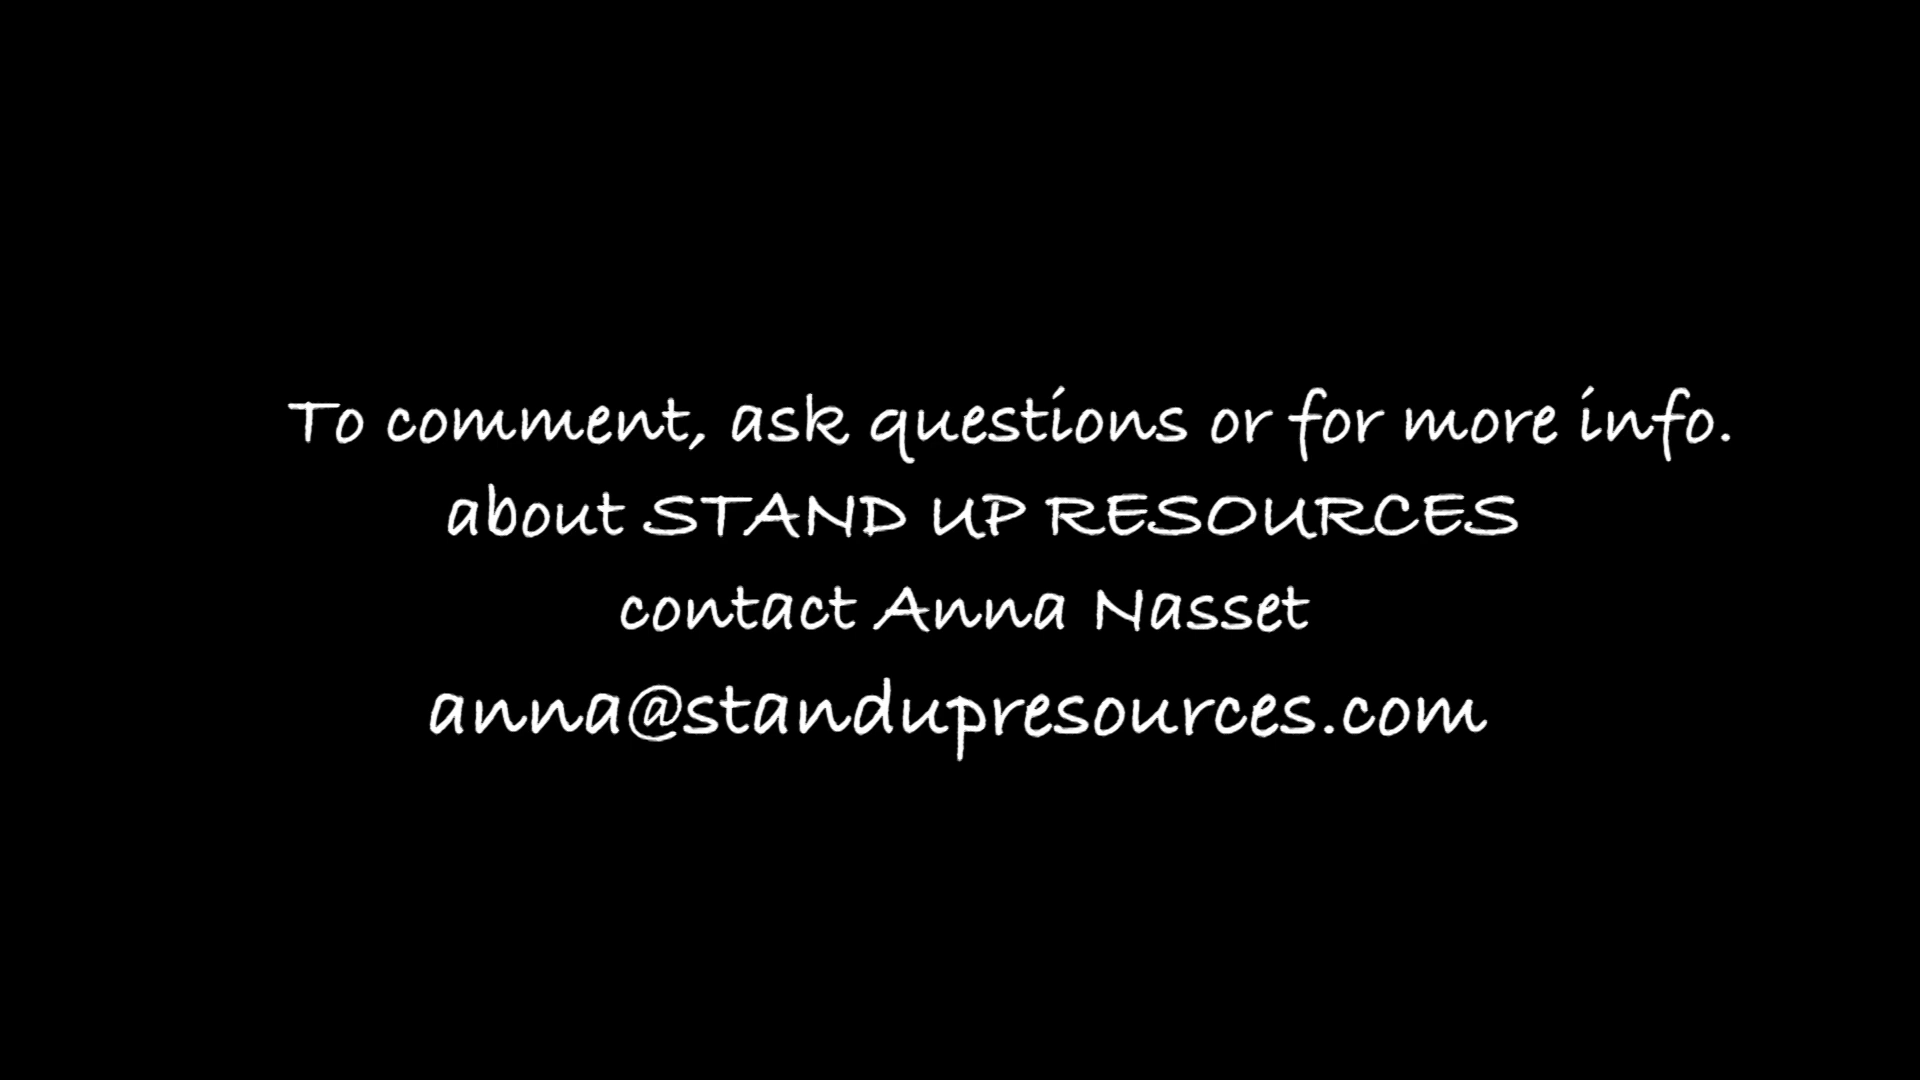 To comment, ask questions or for more info.
about STAND UP RESOURCES
contact Anna Nasset
anna@standupresources.com